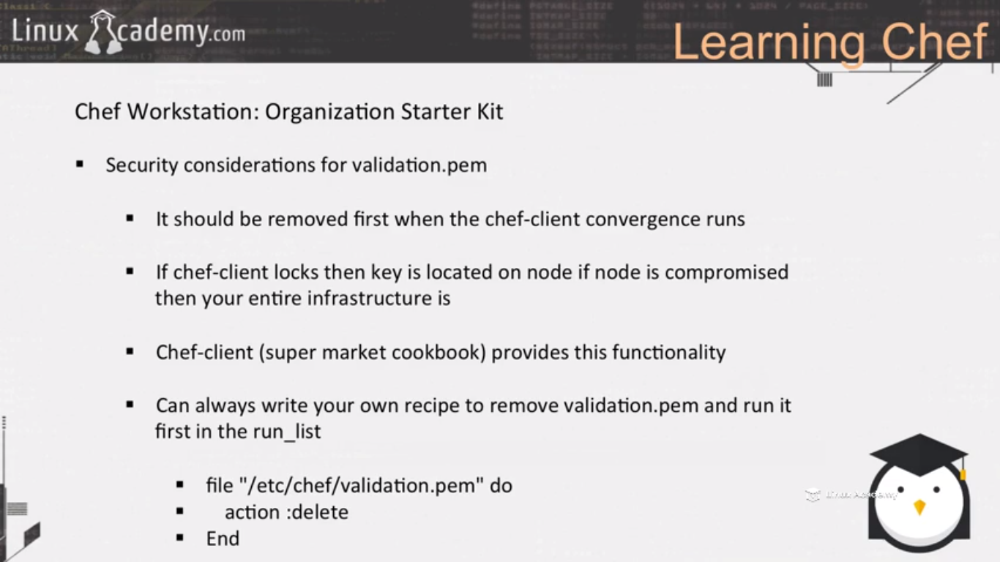 Linux Academy.com
Learning Chef
Chef Workstation: Organization Starter Kit
▪ Security considerations for validation.pem
▪ It should be removed first when the chef-client convergence runs
▪ If chef-client locks then key is located on node if node is compromised
then your entire infrastructure is
▪ Chef-client (super market cookbook) provides this functionality
▪ Can always write your own recipe to remove validation.pem and run it
first in the run_list
▪ file "/etc/chef/validation.pem" do
▪ action :delete
▪ End
Linux Academy